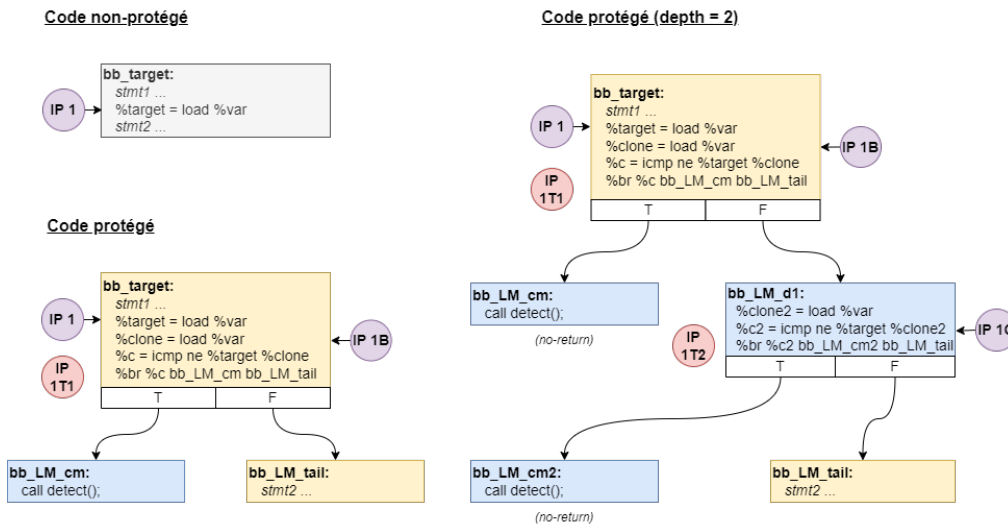 Code non-protégé
bb_target:
stmt1 ...
IP 1
%target = load %var
stmt2 ...
Code protégé
bb_target:
stmt1 ...
IP 1
%target = load %var
%clone = load %var
IP 1B
%c = icmp ne %target %clone
IP
1T1
%br %c bb_LM_cm bb_LM_tail
T
F
bb_LM_cm:
call detect();
bb_LM_tail:
stmt2 ...
Code protégé (depth = 2)
bb_target:
stmt1 ...
IP 1
%target = load %var
%clone = load %var
IP 1B
%c = icmp ne %target %clone
IP
1T1
%br %c bb_LM_cm bb_LM_tail
T
F
bb_LM_cm:
call detect();
(no-return)
bb_LM_d1:
%clone2 = load %var
%c2 = icmp ne %target %clone2
IP 1C
IP
1T2
%br %c2 bb_LM_cm2 bb_LM_tail
T
F
bb_LM_cm2:
call detect();
(no-return)
bb_LM_tail:
stmt2 ...